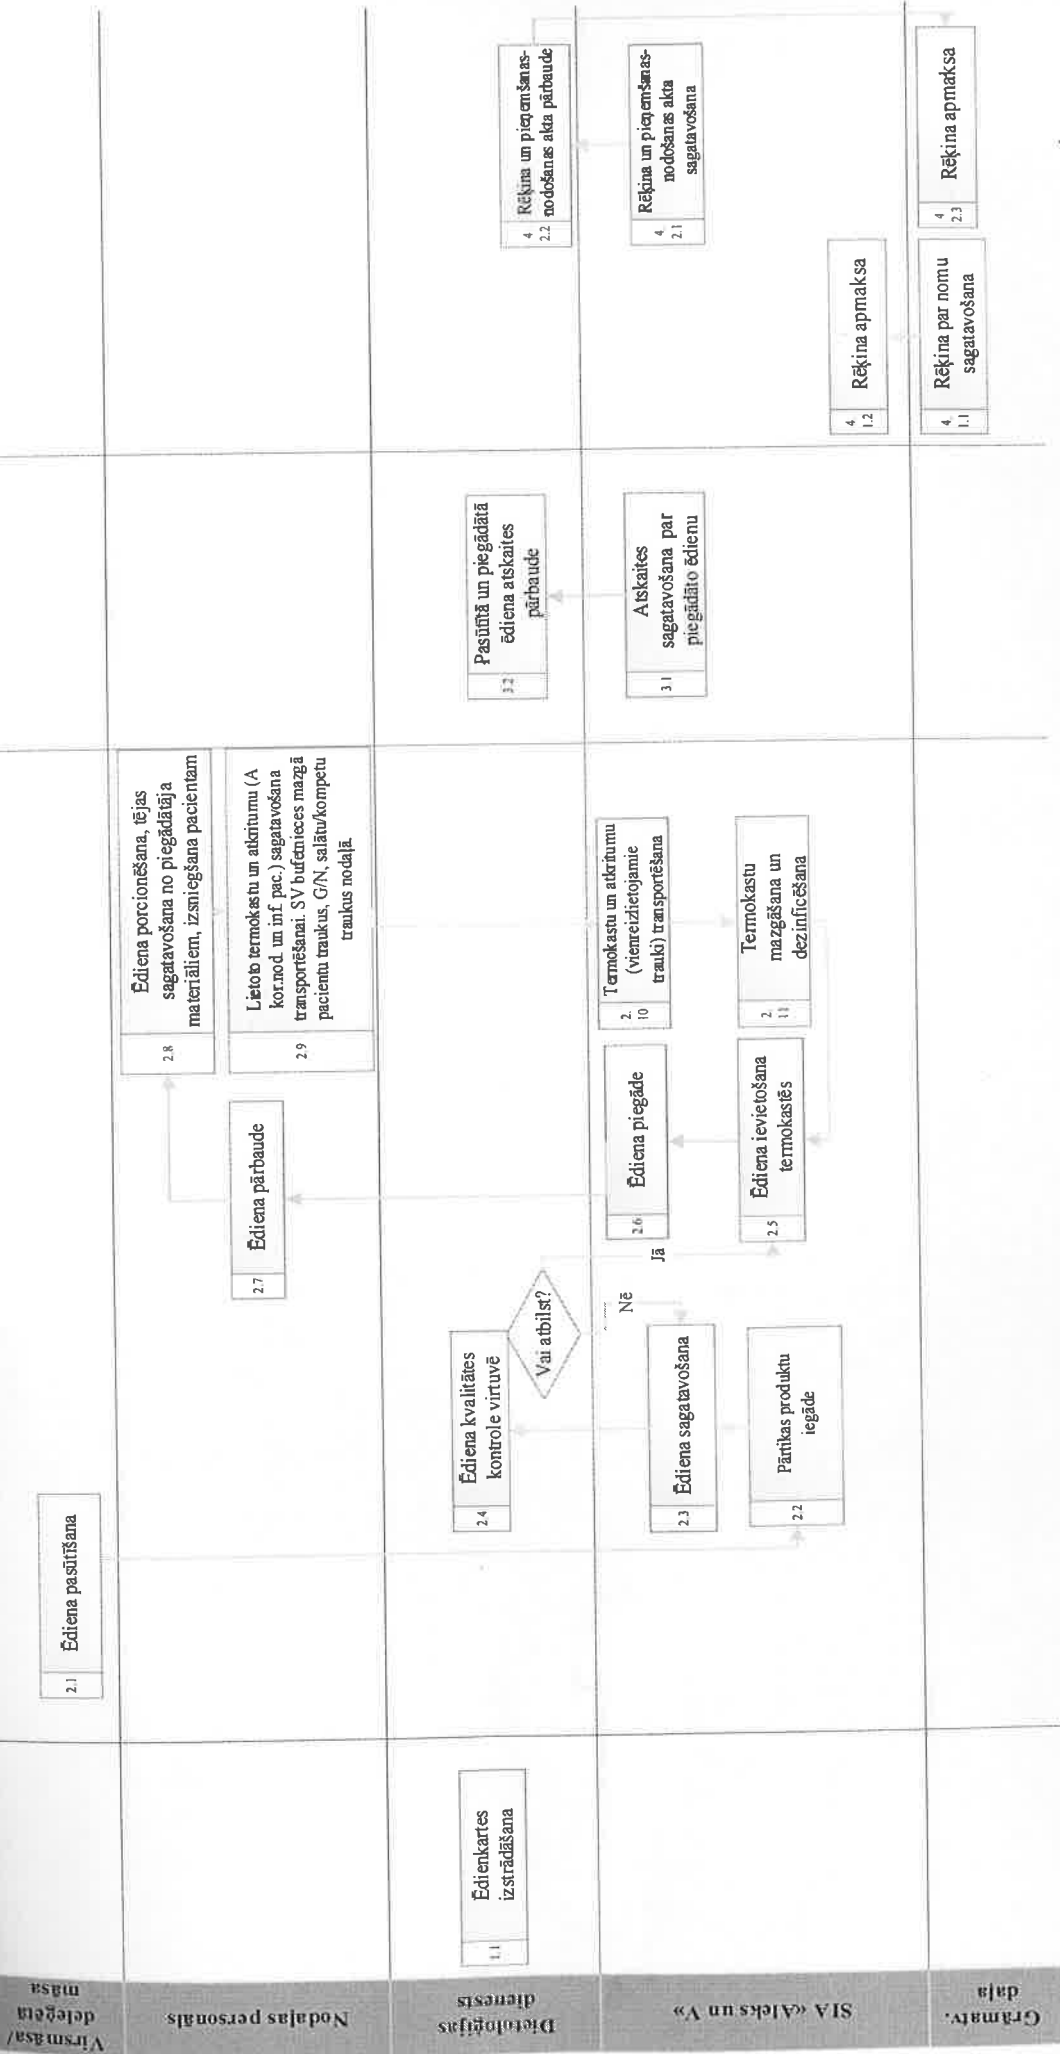 Virsmāsa/
deleģēta
māsa
Nodaļas personāls
Dietoloģijas
dienests
SIA «Aleks un V»
Grāmatv.
daļa
1.1
Ēdienkartes
izstrādāšana
2.1
Ēdiena pasūtīšana
2.2
Pārtikas produktu
iegāde
2.3
Ēdiena sagatavošana
2.4
Ēdiena kvalitātes
kontrole virtuvē
Vai atbilst?
Nē
Jā
2.5
Ēdiena ievietošana
termokastēs
2.6
Ēdiena piegāde
2.7
Ēdiena pārbaude
2.8
Ēdiena porcionēšana, tējas
sagatavošana no piegādātāja
materiāliem, izsniegšana pacientam
2.9
Lietoto termokastu un atkritumu (A
kor.nod. un inf. pac.) sagatavošana
transportēšanai. SV bufetnieces mazgā
pacientu traukus, G/N, salātu/kompetu
traukus nodaļā.
2.
10
Termokastu un atkritumu
(vienreizlietojamie
trauki) transportēšana
2.
11
Termokastu
mazgāšana un
dezinficēšana
3.1
Atskaites
sagatavošana par
piegādāto ēdienu
3.2
Pasūtītā un piegādātā
ēdiena atskaites
pārbaude
4.
1.1
Rēķina par nomu
sagatavošana
4.
1.2
Rēķina apmaksa
4.
2.1
Rēķina un pieņemšanas-
nodošanas akta
sagatavošana
4
2.2
Rēķina un pieņemšanas-
nodošanas akta pārbaude
4
2.3
Rēķina apmaksa